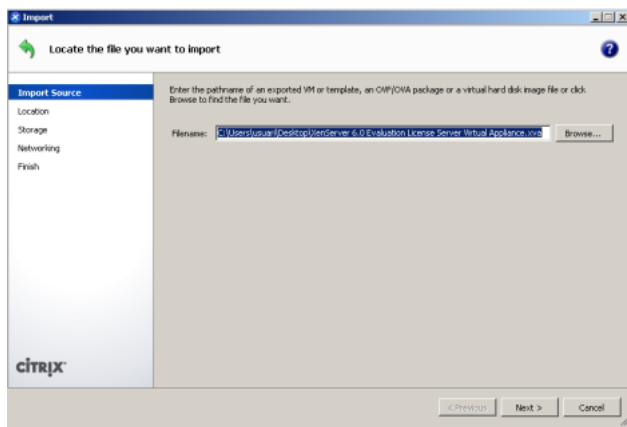 Import
Locate the file you want to import
Import Source
Location
Storage
Networking
Finish
Enter the pathname of an exported VM or template, an OVF/OVA package or a virtual hard disk image file or click
Browse to find the file you want.
Filename: C:\Users\usuari\Desktop\XenServer 6.0 Evaluation License Server Virtual Appliance.xva Browse...
CITRIX
< Previous Next > Cancel